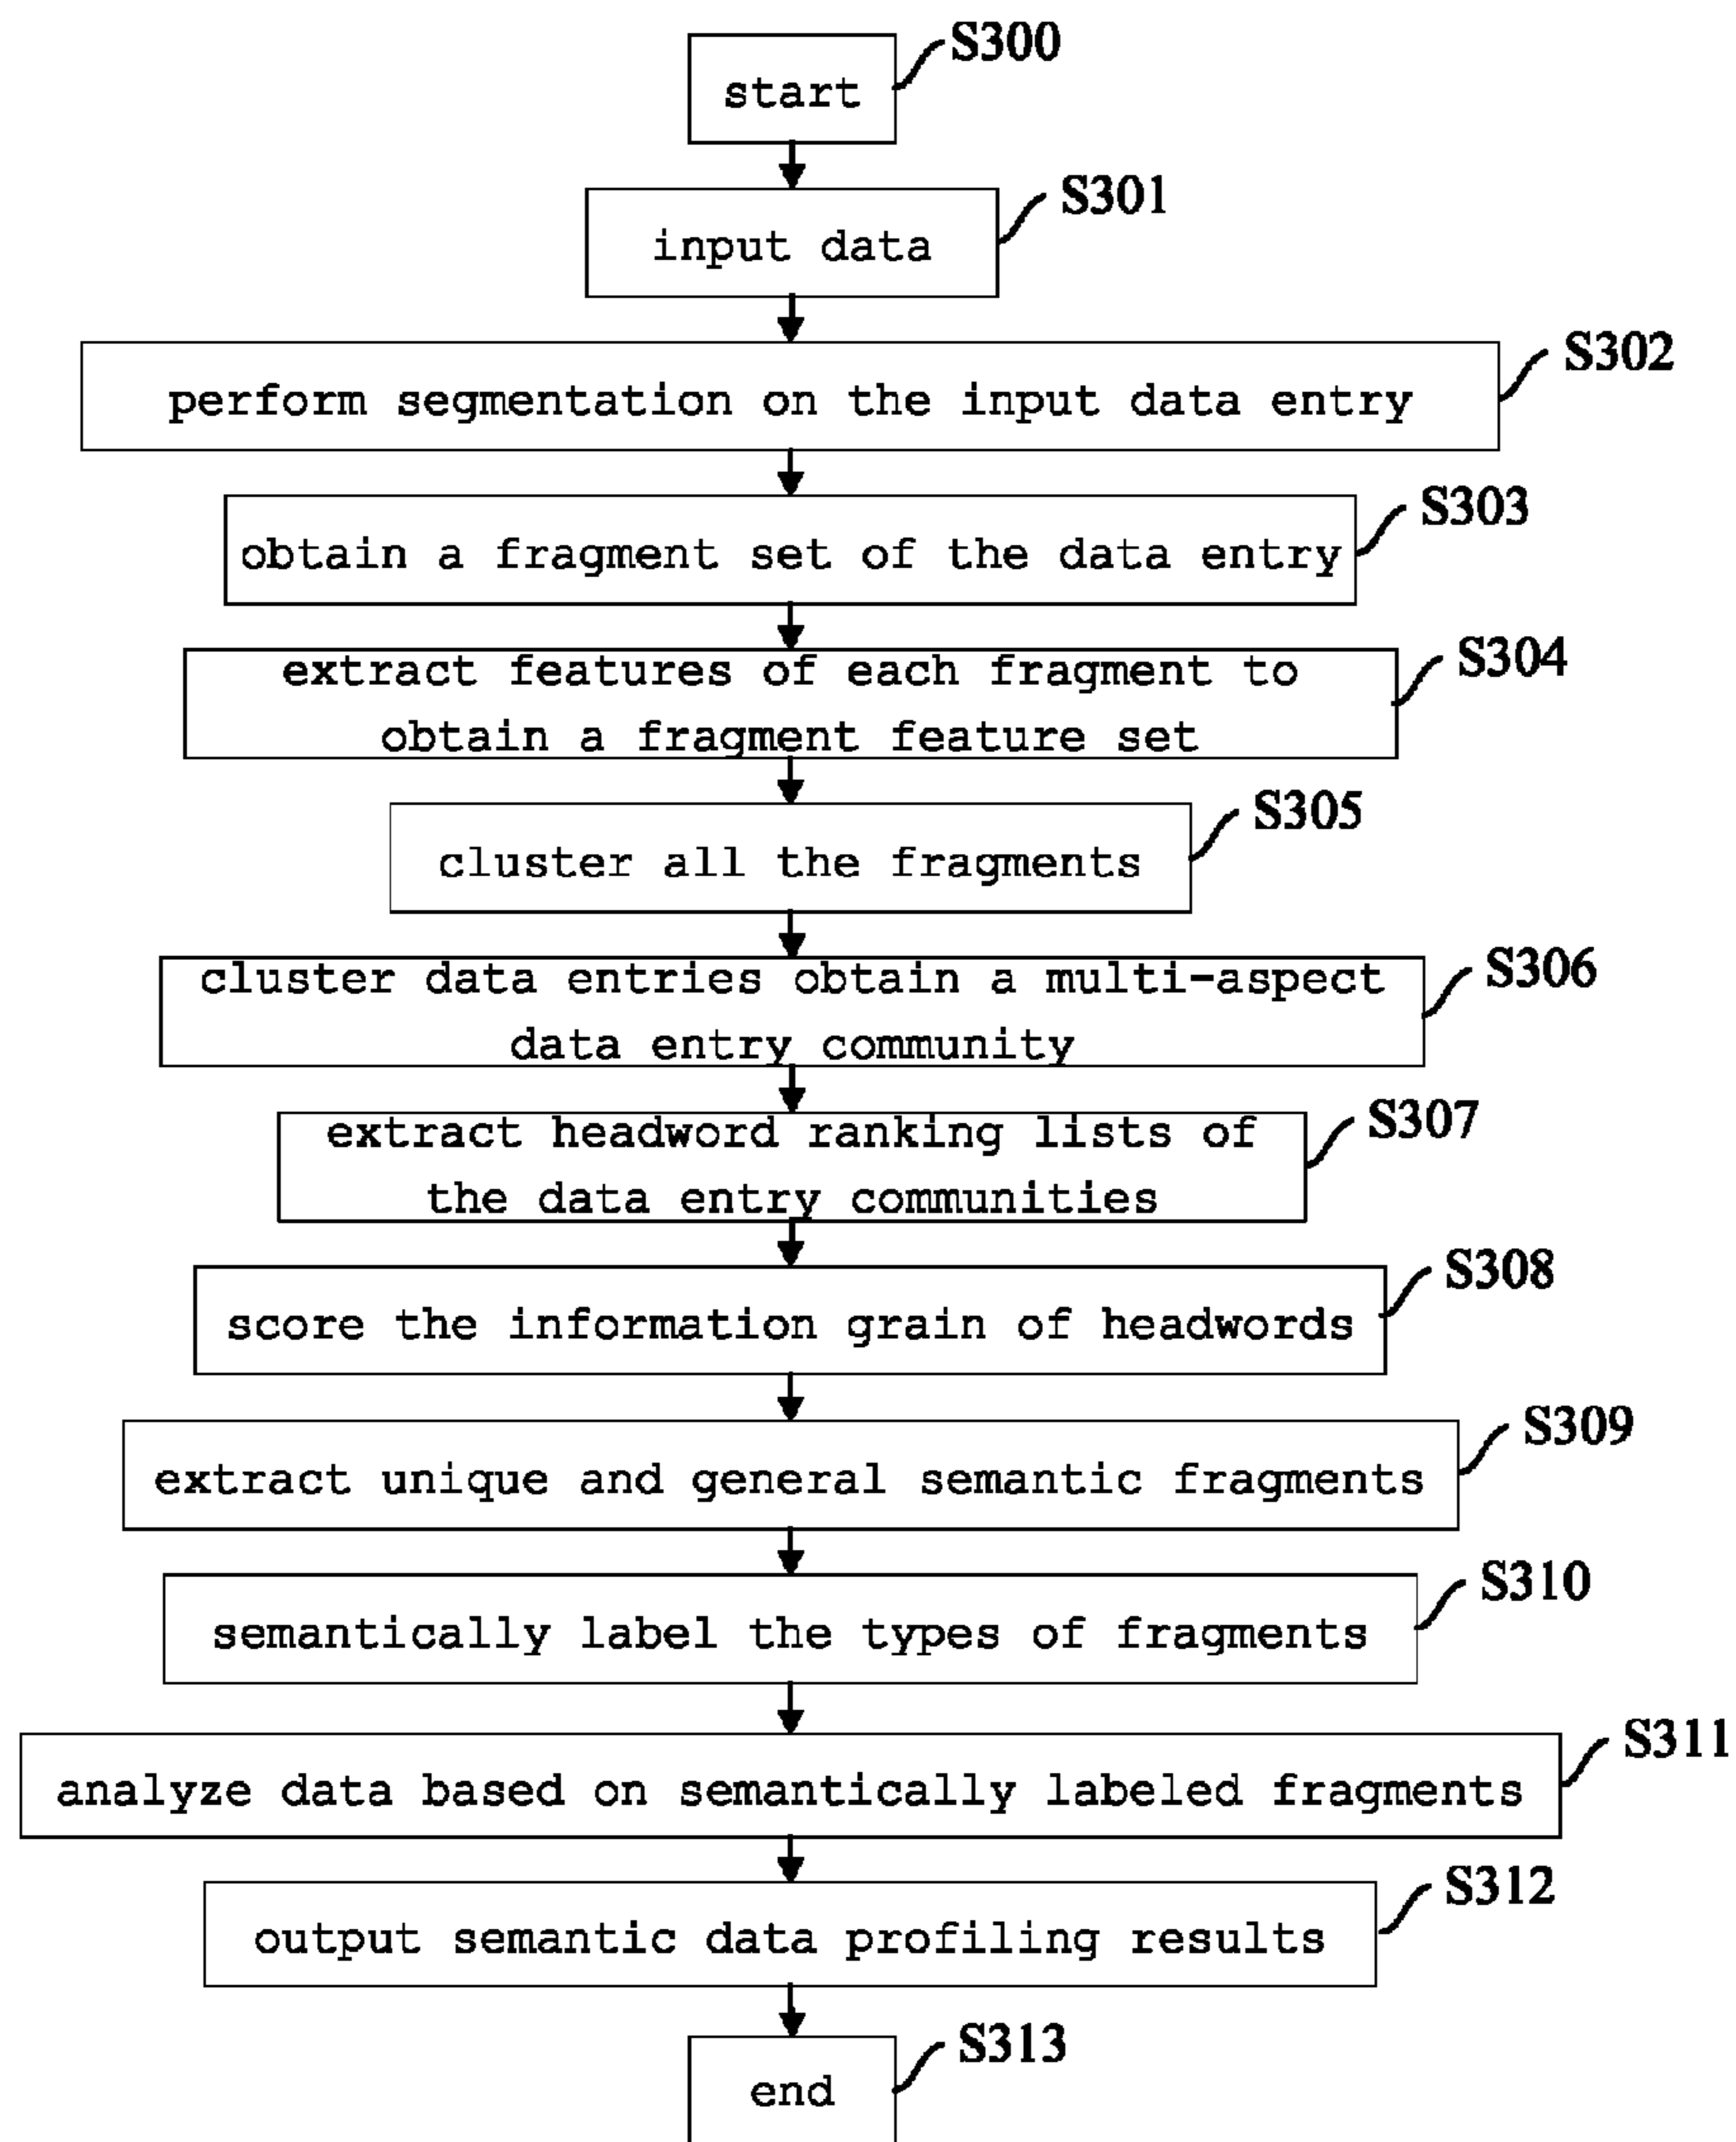 S300
start
S301
input data
S302
perform segmentation on the input data entry
S303
obtain a fragment set of the data entry
S304
extract features of each fragment to
obtain a fragment feature set
S305
cluster all the fragments
S306
cluster data entries obtain a multi-aspect
data entry community
S307
extract headword ranking lists of
the data entry communities
S308
score the information grain of headwords
S309
extract unique and general semantic fragments
S310
semantically label the types of fragments
S311
analyze data based on semantically labeled fragments
S312
output semantic data profiling results
S313
end